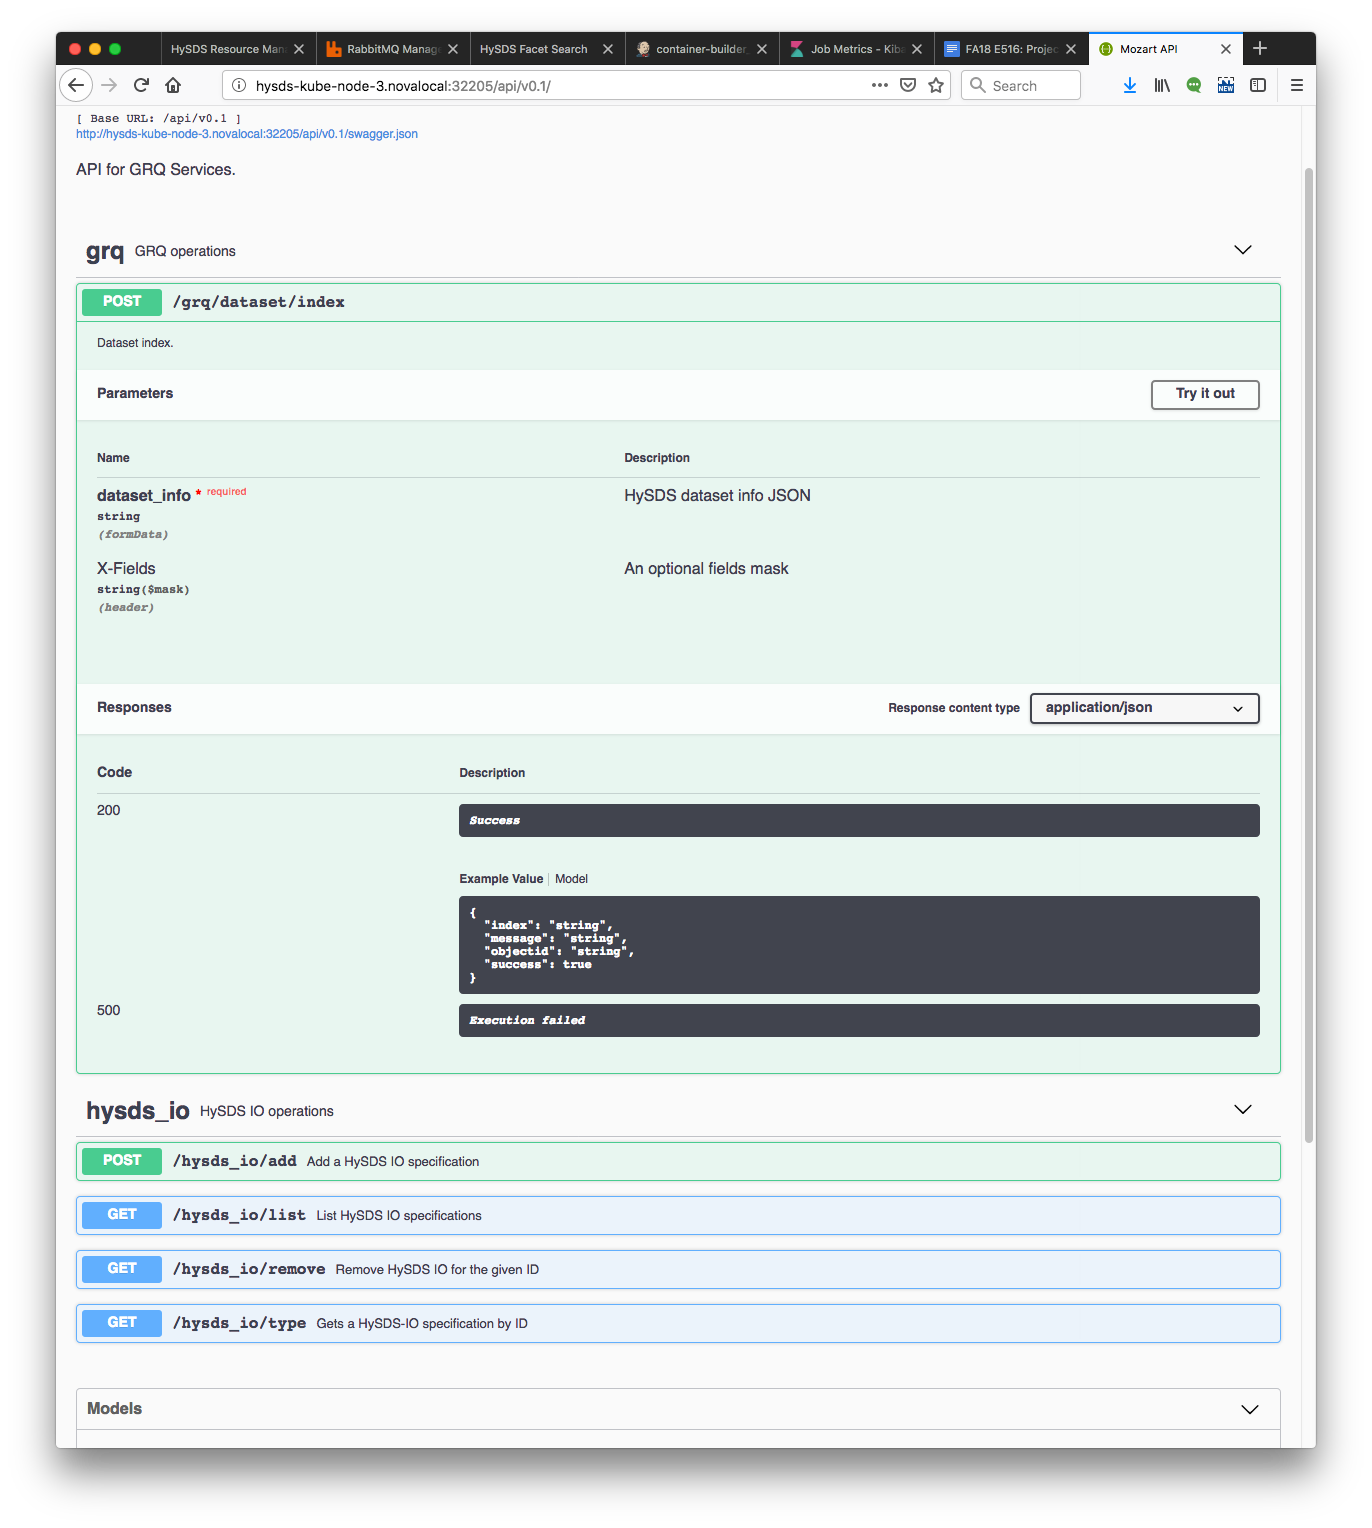 HySDS Resource Man
RabbitMQ Manag
HySDS Facet Search
container-builder
Job Metrics - Kiba
FA18 E516: Projec
Mozart API
hysds-kube-node-3.novalocal:32205/api/v0.1/
Search
NEW
[ Base URL: /api/v0.1 ]
http://hysds-kube-node-3.novalocal:32205/api/v0.1/swagger.json
API for GRQ Services.
grq GRQ operations
POST /grq/dataset/index
Dataset index.
Parameters
Try it out
Name Description
dataset_info * required HySDS dataset info JSON
string
(formData)
X-Fields An optional fields mask
string($mask)
(header)
Responses Response content type application/json
Code Description
200 Success
Example Value Model
{
"index": "string",
"message": "string",
"objectid": "string",
"success": true
}
500 Execution failed
hysds_io HySDS IO operations
POST /hysds_io/add Add a HySDS IO specification
GET /hysds_io/list List HySDS IO specifications
GET /hysds_io/remove Remove HySDS IO for the given ID
GET /hysds_io/type Gets a HySDS-IO specification by ID
Models